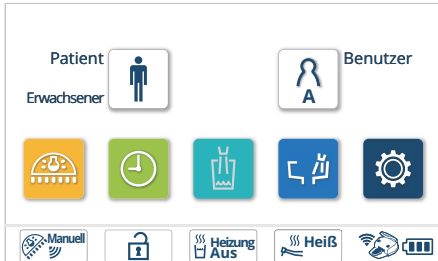 Patient
Benutzer
Erwachsener
A
Manuell
Heizung
Aus
Heiß